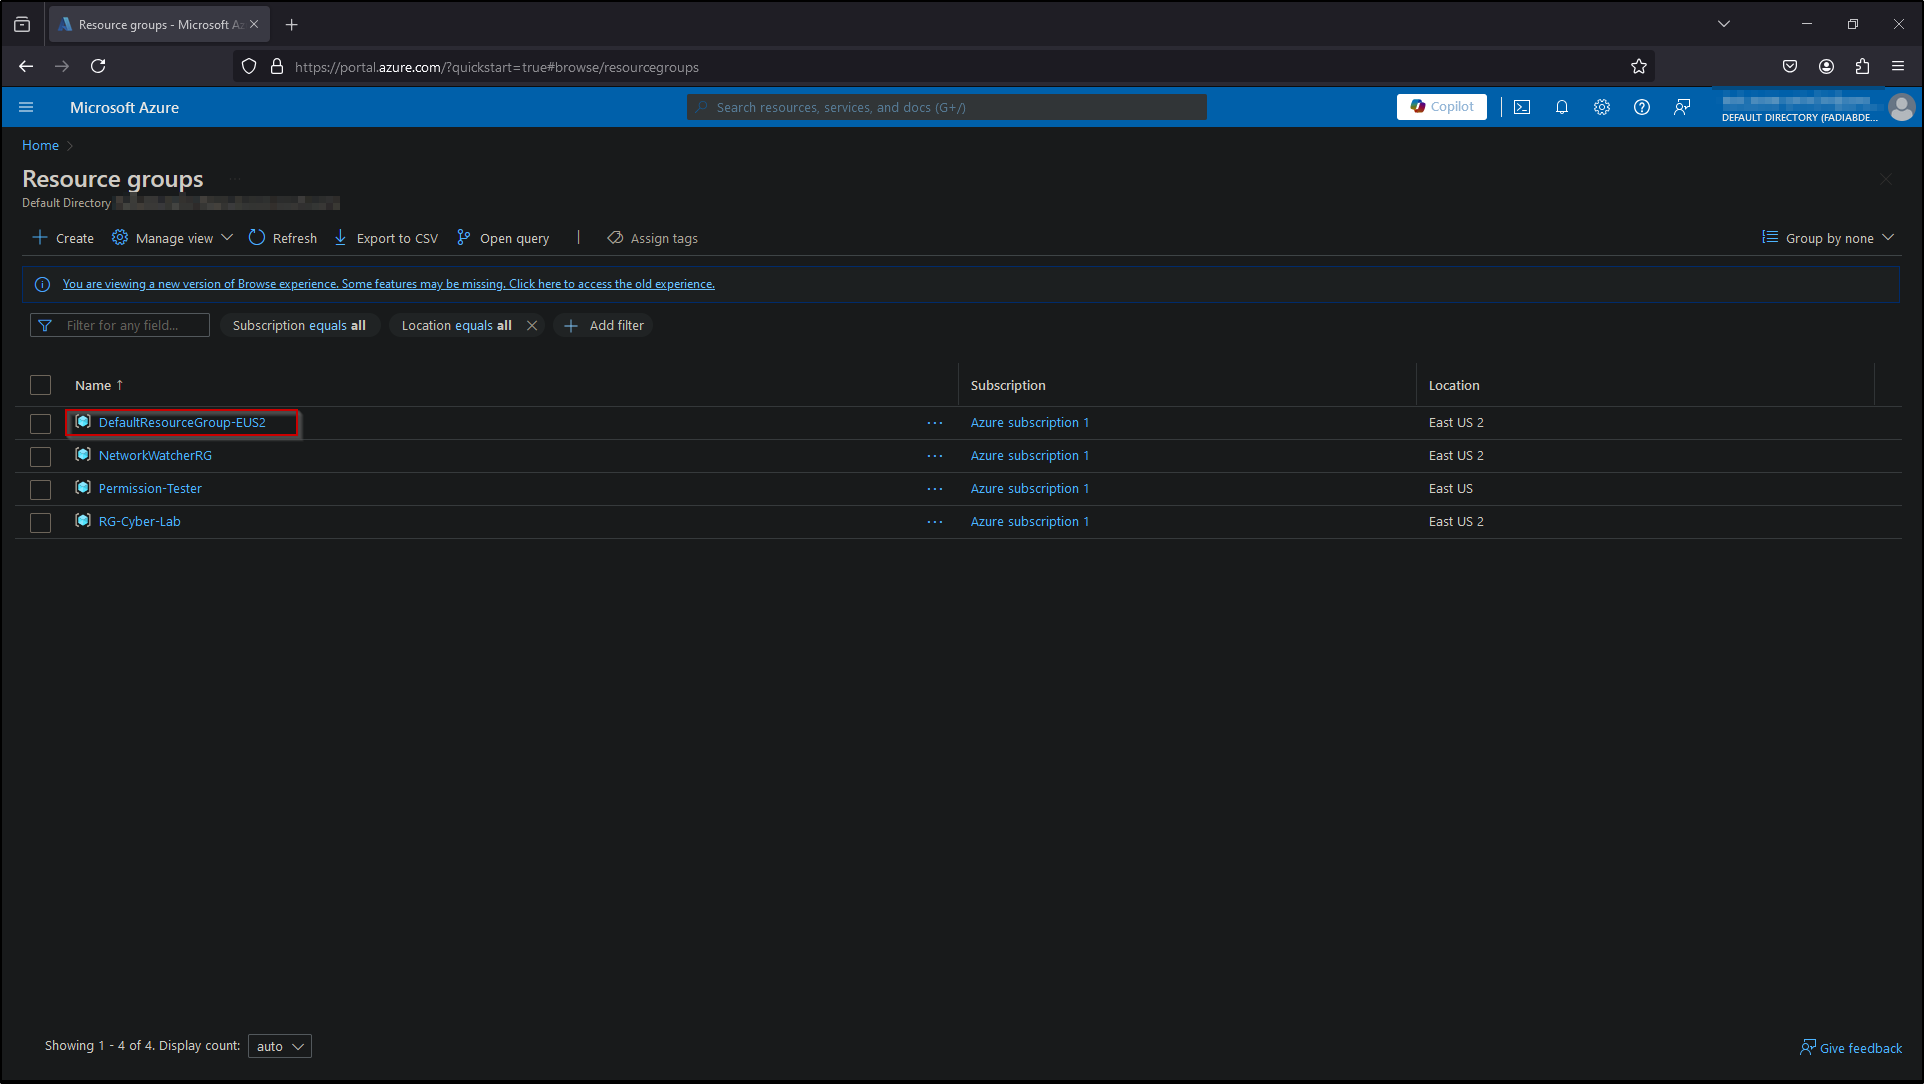 Resource groups - Microsoft Az
https://portal.azure.com/?quickstart=true#browse/resourcegroups
Microsoft Azure
Search resources, services, and docs (G+/)
Copilot
DEFAULT DIRECTORY (FADIABDE...
Home
Resource groups ...
Default Directory
Create Manage view Refresh Export to CSV Open query | Assign tags Group by none
You are viewing a new version of Browse experience. Some features may be missing. Click here to access the old experience.
Filter for any field... Subscription equals all Location equals all Add filter
Name ↑ Subscription Location
DefaultResourceGroup-EUS2 ... Azure subscription 1 East US 2
NetworkWatcherRG ... Azure subscription 1 East US 2
Permission-Tester ... Azure subscription 1 East US
RG-Cyber-Lab ... Azure subscription 1 East US 2
Showing 1 - 4 of 4. Display count: auto
Give feedback